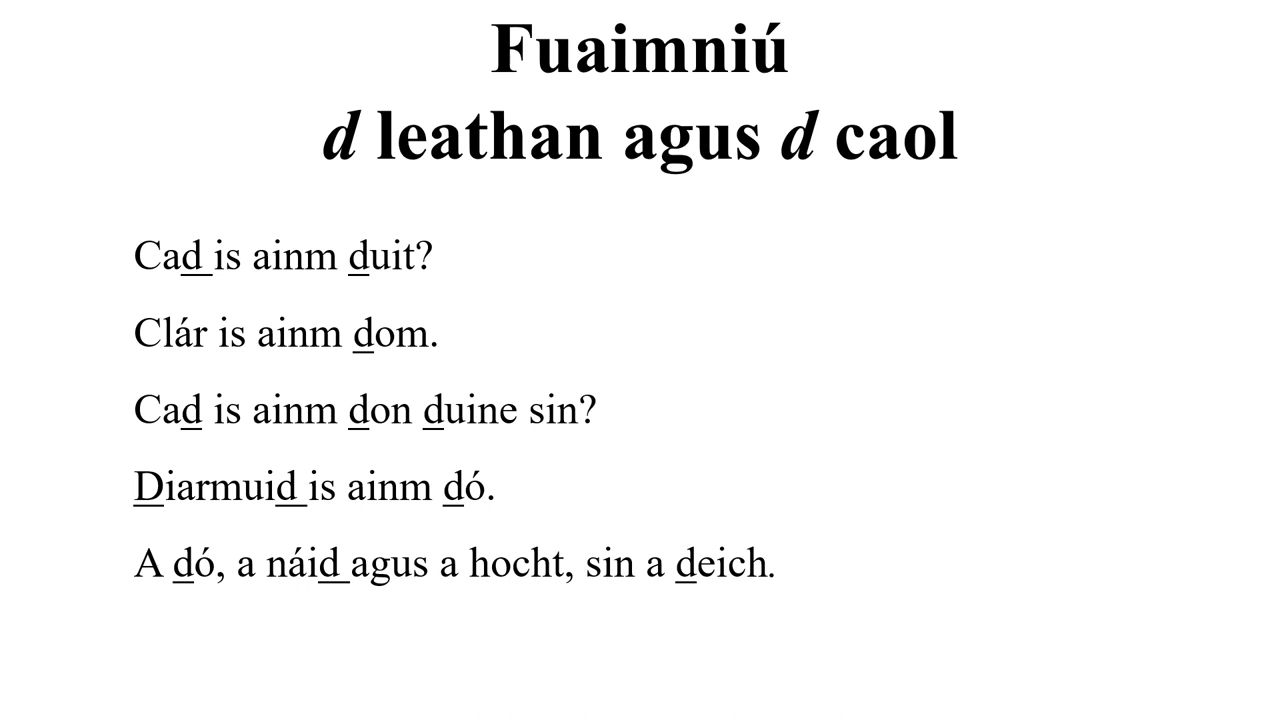 Fuaimniú
d leathan agus d caol
Cad is ainm duit?
Clár is ainm dom.
Cad is ainm don duine sin?
Diarmuid is ainm dó.
A dó, a náid agus a hocht, sin a deich.